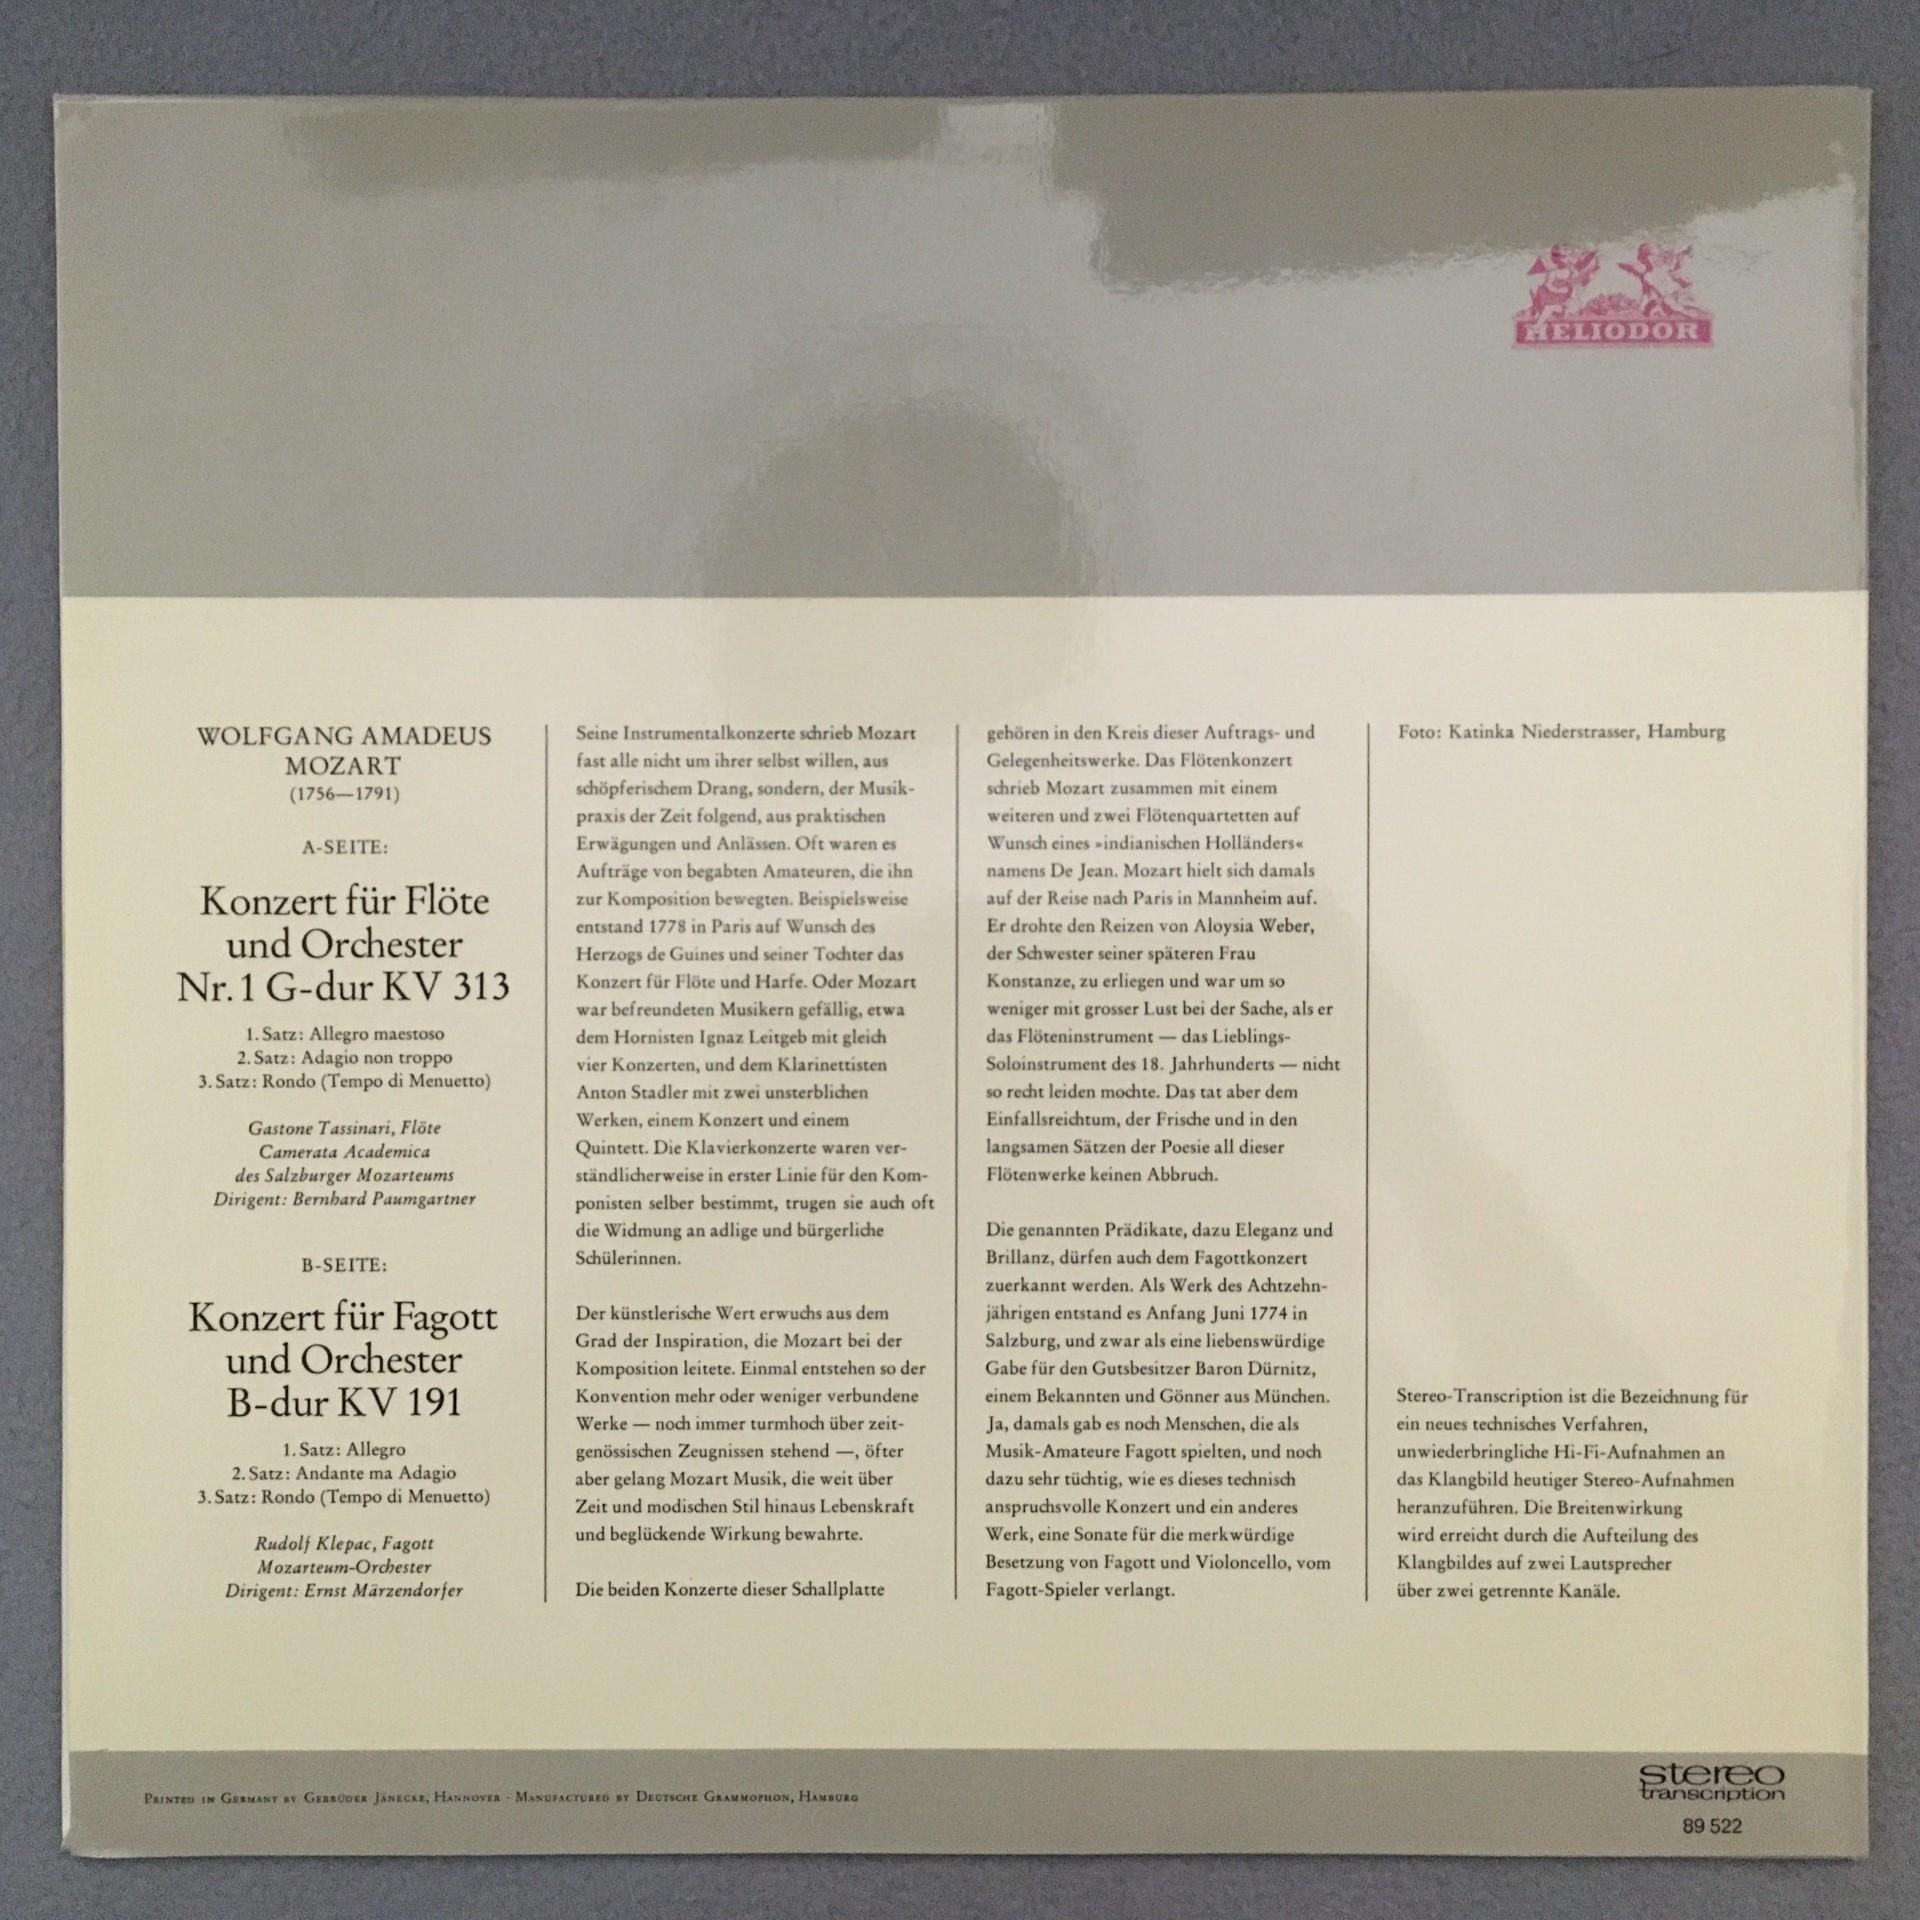 HELIODOR
WOLFGANG AMADEUS
MOZART
(1756—1791)
A-SEITE:
Konzert für Flöte
und Orchester
Nr. 1 G-dur KV 313
1. Satz: Allegro maestoso
2. Satz: Adagio non troppo
3. Satz: Rondo (Tempo di Menuetto)
Gastone Tassinari, Flöte
Camerata Academica
des Salzburger Mozarteums
Dirigent: Bernhard Paumgartner
B-SEITE:
Konzert für Fagott
und Orchester
B-dur KV 191
1. Satz: Allegro
2. Satz: Andante ma Adagio
3. Satz: Rondo (Tempo di Menuetto)
Rudolf Klepac, Fagott
Mozarteum-Orchester
Dirigent: Ernst Märzendorfer
Seine Instrumentalkonzerte schrieb Mozart
fast alle nicht um ihrer selbst willen, aus
schöpferischem Drang, sondern, der Musik-
praxis der Zeit folgend, aus praktischen
Erwägungen und Anlässen. Oft waren es
Aufträge von begabten Amateuren, die ihn
zur Komposition bewegten. Beispielsweise
entstand 1778 in Paris auf Wunsch des
Herzogs de Guines und seiner Tochter das
Konzert für Flöte und Harfe. Oder Mozart
war befreundeten Musikern gefällig, etwa
dem Hornisten Ignaz Leitgeb mit gleich
vier Konzerten, und dem Klarinettisten
Anton Stadler mit zwei unsterblichen
Werken, einem Konzert und einem
Quintett. Die Klavierkonzerte waren ver-
ständlicherweise in erster Linie für den Kom-
ponisten selber bestimmt, trugen sie auch oft
die Widmung an adlige und bürgerliche
Schülerinnen.
Der künstlerische Wert erwuchs aus dem
Grad der Inspiration, die Mozart bei der
Komposition leitete. Einmal entstehen so der
Konvention mehr oder weniger verbundene
Werke — noch immer turmhoch über zeit-
genössischen Zeugnissen stehend —, öfter
aber gelang Mozart Musik, die weit über
Zeit und modischen Stil hinaus Lebenskraft
und beglückende Wirkung bewahrte.
Die beiden Konzerte dieser Schallplatte
gehören in den Kreis dieser Auftrags- und
Gelegenheitswerke. Das Flötenkonzert
schrieb Mozart zusammen mit einem
weiteren und zwei Flötenquartetten auf
Wunsch eines »indianischen Holländers«
namens De Jean. Mozart hielt sich damals
auf der Reise nach Paris in Mannheim auf.
Er drohte den Reizen von Aloysia Weber,
der Schwester seiner späteren Frau
Konstanze, zu erliegen und war um so
weniger mit grosser Lust bei der Sache, als er
das Flöteninstrument — das Lieblings-
Soloinstrument des 18. Jahrhunderts — nicht
so recht leiden mochte. Das tat aber dem
Einfallsreichtum, der Frische und in den
langsamen Sätzen der Poesie all dieser
Flötenwerke keinen Abbruch.
Die genannten Prädikate, dazu Eleganz und
Brillanz, dürfen auch dem Fagottkonzert
zuerkannt werden. Als Werk des Achtzehn-
jährigen entstand es Anfang Juni 1774 in
Salzburg, und zwar als eine liebenswürdige
Gabe für den Gutsbesitzer Baron Dürnitz,
einem Bekannten und Gönner aus München.
Ja, damals gab es noch Menschen, die als
Musik-Amateure Fagott spielten, und noch
dazu sehr tüchtig, wie es dieses technisch
anspruchsvolle Konzert und ein anderes
Werk, eine Sonate für die merkwürdige
Besetzung von Fagott und Violoncello, vom
Fagott-Spieler verlangt.
Foto: Katinka Niederstrasser, Hamburg
Stereo-Transcription ist die Bezeichnung für
ein neues technisches Verfahren,
unwiederbringliche Hi-Fi-Aufnahmen an
das Klangbild heutiger Stereo-Aufnahmen
heranzuführen. Die Breitenwirkung
wird erreicht durch die Aufteilung des
Klangbildes auf zwei Lautsprecher
über zwei getrennte Kanäle.
PRINTED IN GERMANY BY GEBRÜDER JÄNECKE, HANNOVER - MANUFACTURED BY DEUTSCHE GRAMMOPHON, HAMBURG
stereo
transcription
89 522